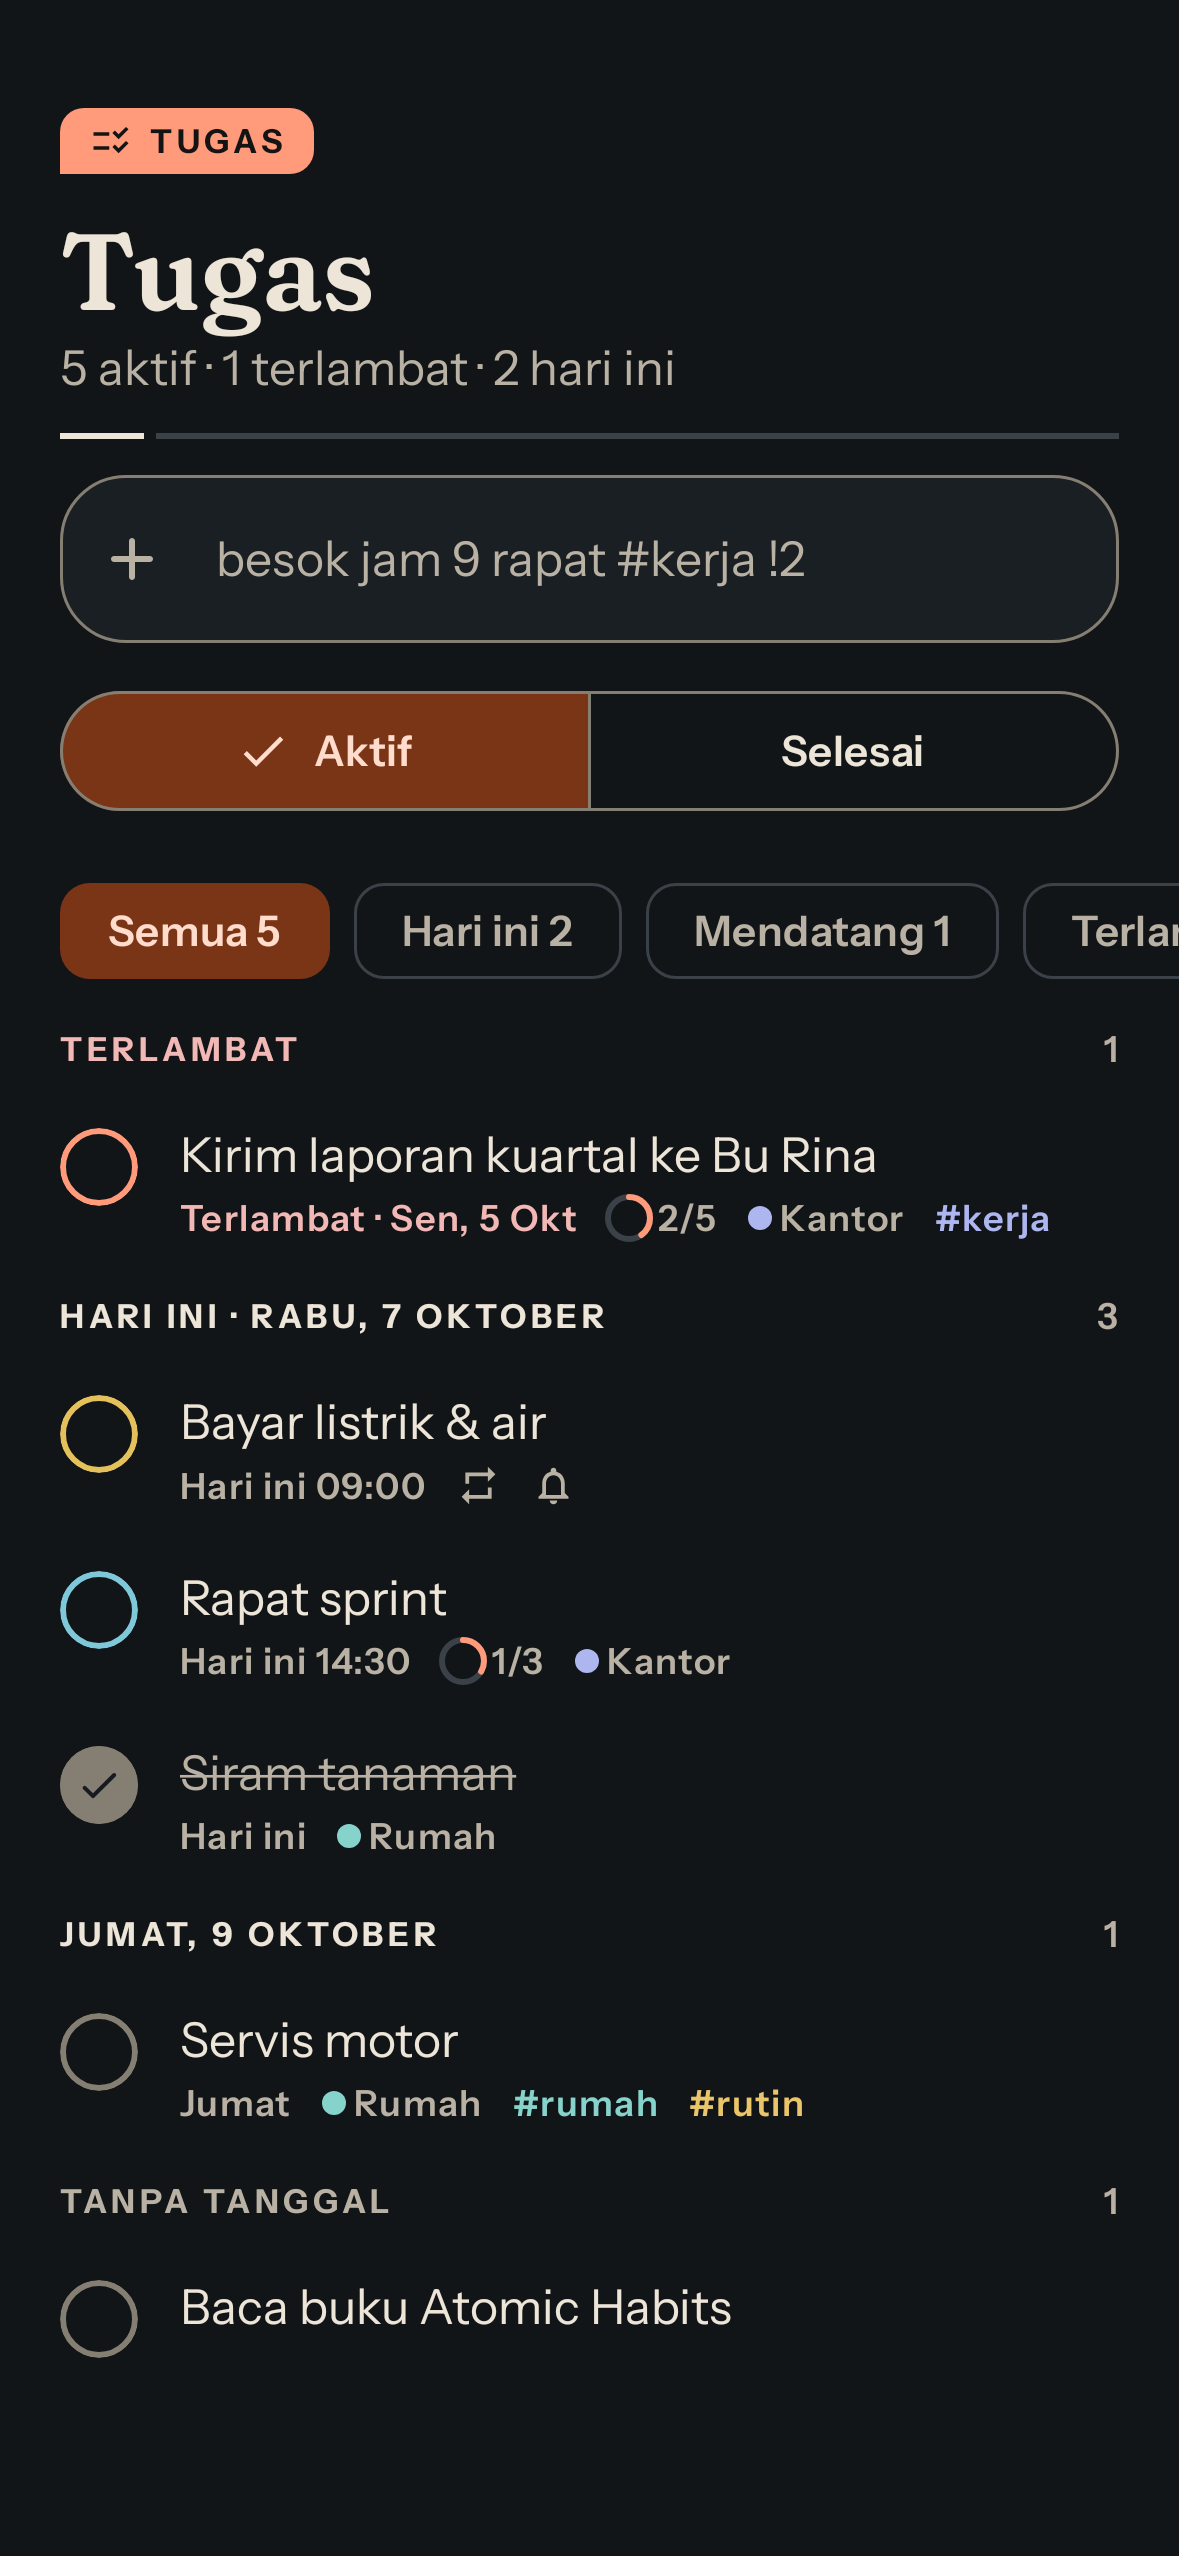 TUGAS
Tugas
5 aktif · 1 terlambat · 2 hari ini
besok jam 9 rapat #kerja !2
Aktif
Selesai
Semua 5
Hari ini 2
Mendatang 1
TERLAMBAT
1
Kirim laporan kuartal ke Bu Rina
Terlambat · Sen, 5 Okt 2/5 Kantor #kerja
HARI INI · RABU, 7 OKTOBER
3
Bayar listrik & air
Hari ini 09:00
Rapat sprint
Hari ini 14:30 1/3 Kantor
Siram tanaman
Hari ini Rumah
JUMAT, 9 OKTOBER
1
Servis motor
Jumat Rumah #rumah #rutin
TANPA TANGGAL
1
Baca buku Atomic Habits